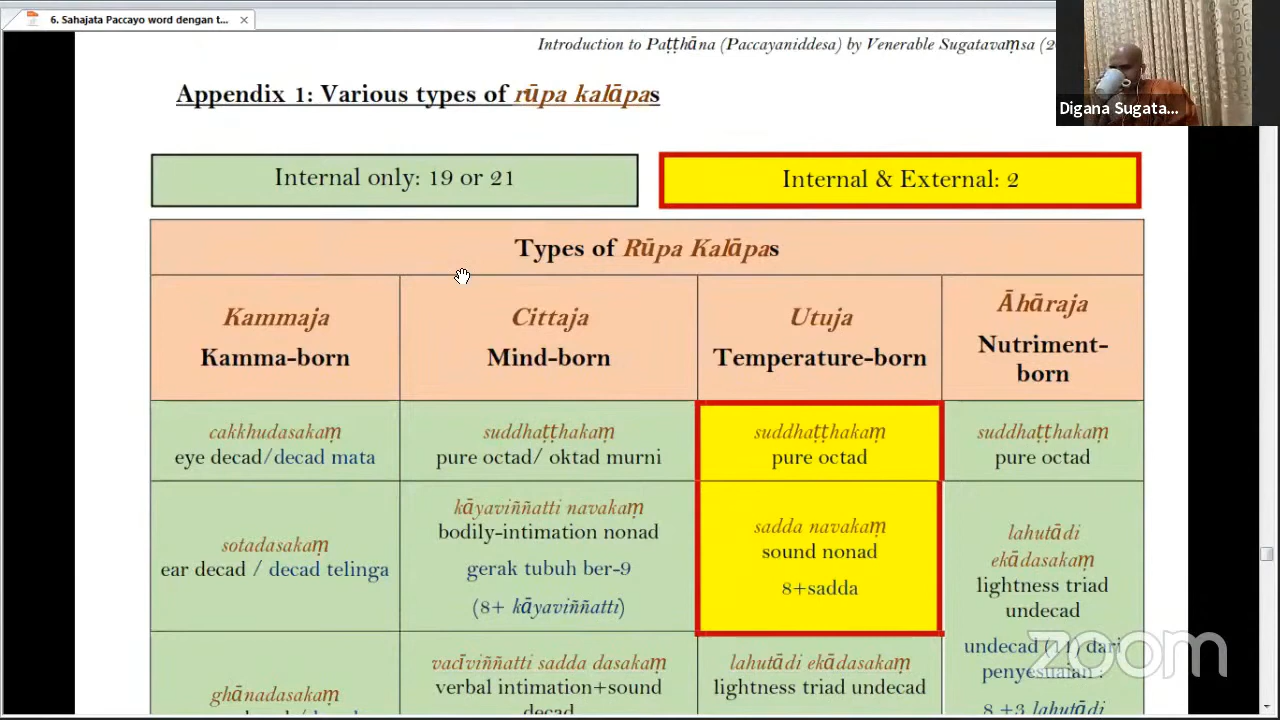 6. Sahajata Paccayo word dengan t...
Introduction to Paṭṭhāna (Paccayaniddesa) by Venerable Sugatavaṃsa (2
Digana Sugata...
Appendix 1: Various types of rūpa kalāpas
Internal only: 19 or 21
Internal & External: 2
Types of Rūpa Kalāpas
Kammaja
Kamma-born
Cittaja
Mind-born
Utuja
Temperature-born
Āhāraja
Nutriment-
born
cakkhudasakaṃ
eye decad/decad mata
suddhaṭṭhakaṃ
pure octad/ oktad murni
suddhaṭṭhakaṃ
pure octad
suddhaṭṭhakaṃ
pure octad
sotadasakaṃ
ear decad / decad telinga
kāyaviññatti navakaṃ
bodily-intimation nonad
gerak tubuh ber-9
(8+ kāyaviññatti)
sadda navakaṃ
sound nonad
8+sadda
lahutādi
ekādasakaṃ
lightness triad
undecad
undecad (11) dari
penyesuaian :
8 +3 lahutādi
ghānadasakaṃ
vacīviññatti sadda dasakaṃ
verbal intimation+sound
decad
lahutādi ekādasakaṃ
lightness triad undecad
zoom